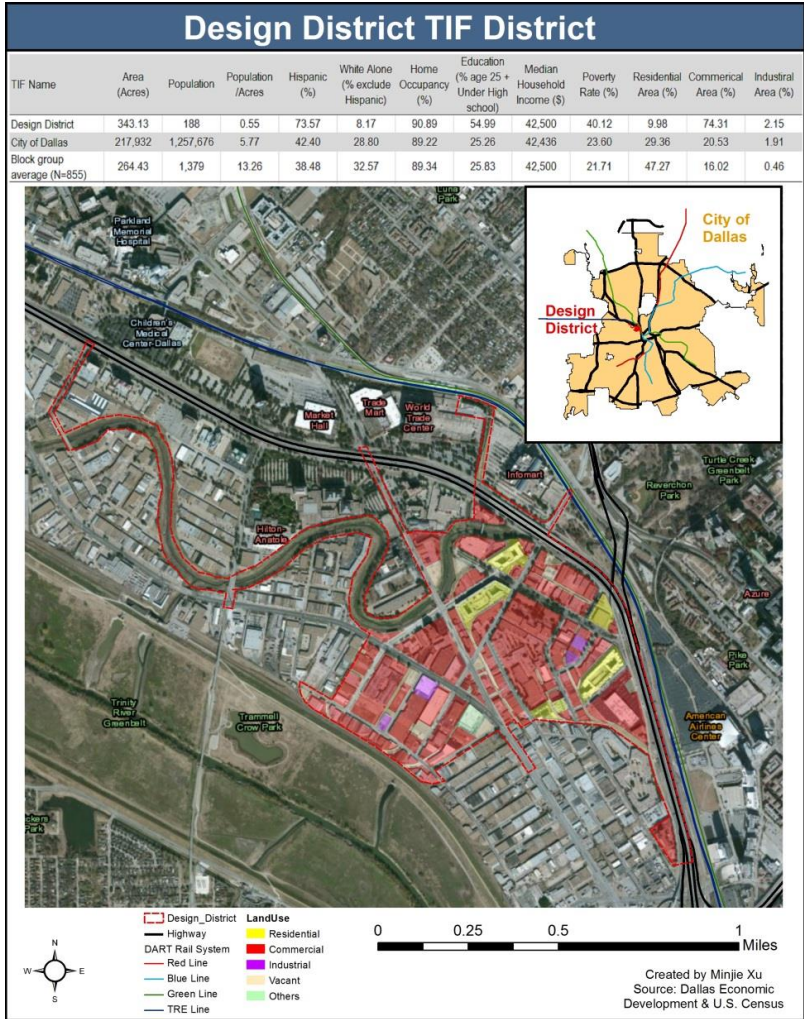 Design District TIF District
TIF Name Area (Acres) Population Population /Acres Hispanic (%) White Alone (% exclude Hispanic) Home Occupancy (%) Education (% age 25 + Under High school) Median Household Income ($) Poverty Rate (%) Residential Area (%) Commerical Area (%) Industiral Area (%)
Design District 343.13 188 0.55 73.57 8.17 90.89 54.99 42,500 40.12 9.98 74.31 2.15
City of Dallas 217,932 1,257,676 5.77 42.40 28.80 89.22 25.26 42,436 23.60 29.36 20.53 1.91
Block group average (N=855) 264.43 1,379 13.26 38.48 32.57 89.34 25.83 42,500 21.71 47.27 16.02 0.46
Luna
Park
Parkland
Memorial
Hospital
City of
Dallas
Design
District
Children's
Medical
Center-Dallas
Trade
Mart
Market
Hall
World
Trade
Center
Infomart
Turtle Creek
Greenbelt
Park
Reverchon
Park
Hilton-
Anatole
Azure
Pike
Park
Trinity
River
Greenbelt
Trammell
Crow Park
American
Airlines
Center
ckers
Park
Design_District
Highway
DART Rail System
Red Line
Blue Line
Green Line
TRE Line
LandUse
Residential
Commercial
Industrial
Vacant
Others
0 0.25 0.5 1
Miles
N
W E
S
Created by Minjie Xu
Source: Dallas Economic
Development & U.S. Census